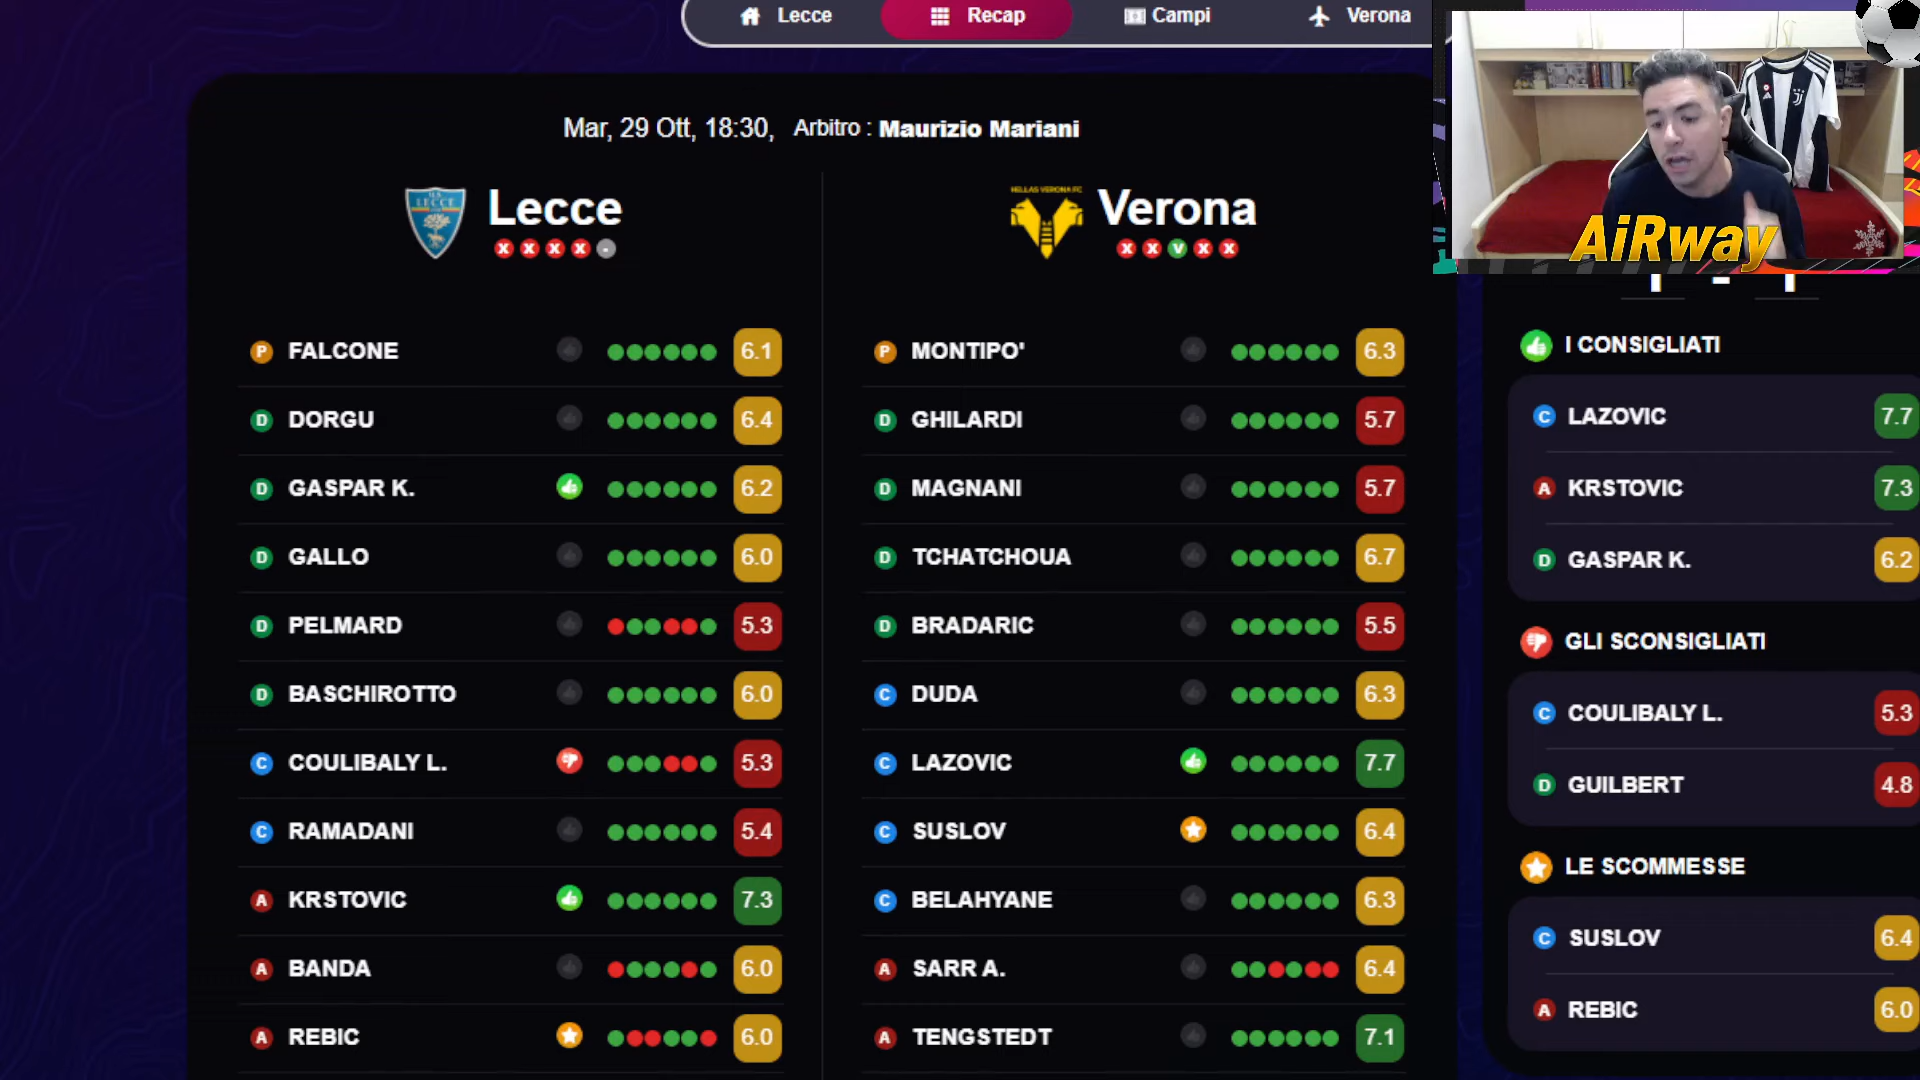 Lecce Recap Campi Verona
Mar, 29 Ott, 18:30, Arbitro : Maurizio Mariani
U.S. LECCE
Lecce
HELLAS VERONA FC
Verona
AiRway
P FALCONE 6.1
D DORGU 6.4
D GASPAR K. 6.2
D GALLO 6.0
D PELMARD 5.3
D BASCHIROTTO 6.0
C COULIBALY L. 5.3
C RAMADANI 5.4
A KRSTOVIC 7.3
A BANDA 6.0
A REBIC 6.0
P MONTIPO' 6.3
D GHILARDI 5.7
D MAGNANI 5.7
D TCHATCHOUA 6.7
D BRADARIC 5.5
C DUDA 6.3
C LAZOVIC 7.7
C SUSLOV 6.4
C BELAHYANE 6.3
A SARR A. 6.4
A TENGSTEDT 7.1
I CONSIGLIATI
C LAZOVIC 7.7
A KRSTOVIC 7.3
D GASPAR K. 6.2
GLI SCONSIGLIATI
C COULIBALY L. 5.3
D GUILBERT 4.8
LE SCOMMESSE
C SUSLOV 6.4
A REBIC 6.0